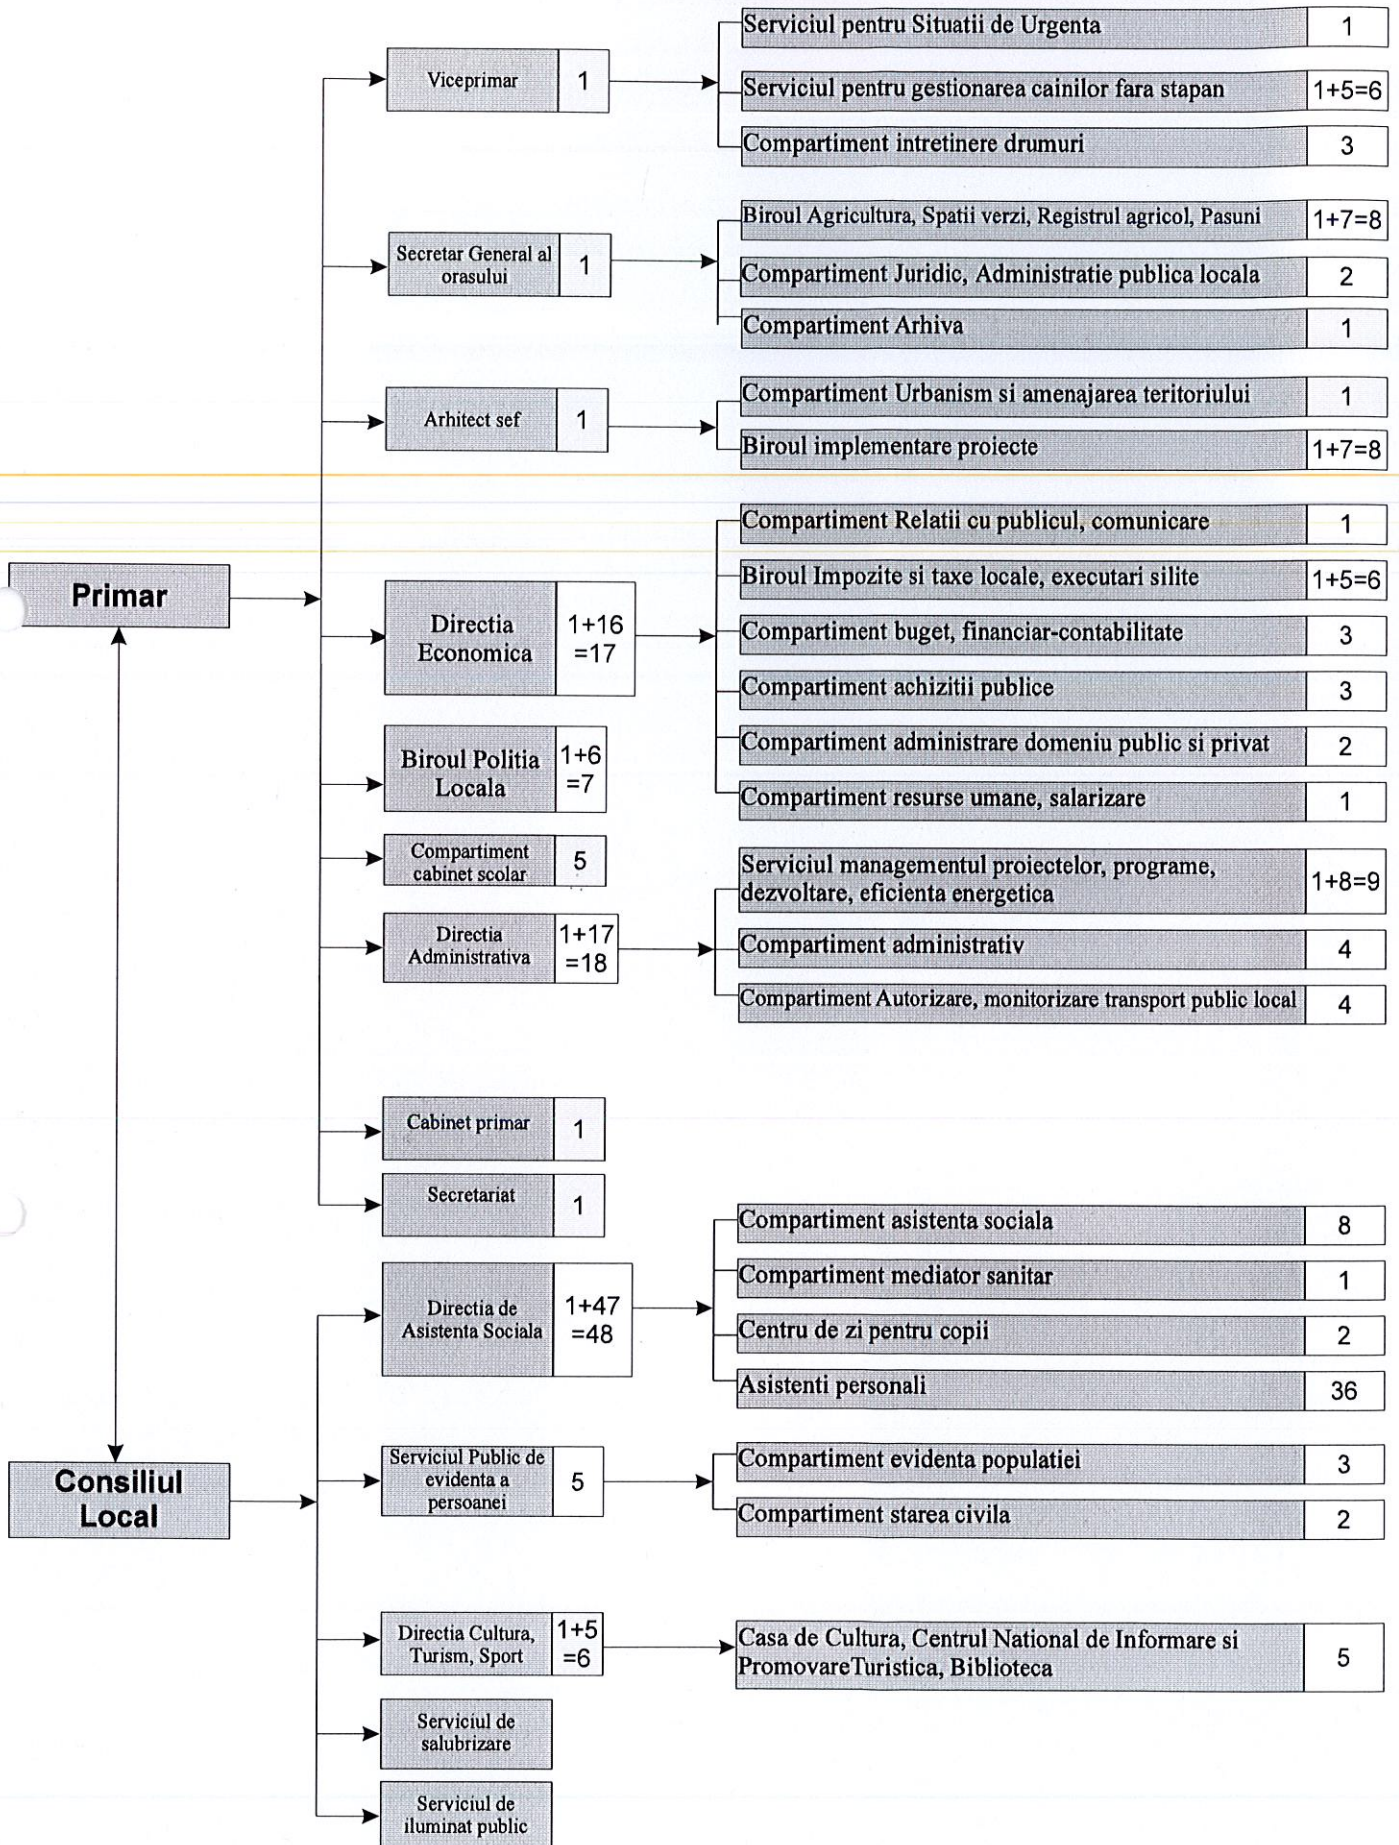 Primar
Viceprimar
1
Serviciul pentru Situatii de Urgenta
1
Serviciul pentru gestionarea cainilor fara stapan
1+5=6
Compartiment intretinere drumuri
3
Secretar General al
orasului
1
Biroul Agricultura, Spatii verzi, Registrul agricol, Pasuni
1+7=8
Compartiment Juridic, Administratie publica locala
2
Compartiment Arhiva
1
Arhitect sef
1
Compartiment Urbanism si amenajarea teritoriului
1
Biroul implementare proiecte
1+7=8
Directia
Economica
1+16
=17
Compartiment Relatii cu publicul, comunicare
1
Biroul Impozite si taxe locale, executari silite
1+5=6
Compartiment buget, financiar-contabilitate
3
Compartiment achizitii publice
3
Compartiment administrare domeniu public si privat
2
Compartiment resurse umane, salarizare
1
Biroul Politia
Locala
1+6
=7
Compartiment
cabinet scolar
5
Directia
Administrativa
1+17
=18
Serviciul managementul proiectelor, programe,
dezvoltare, eficienta energetica
1+8=9
Compartiment administrativ
4
Compartiment Autorizare, monitorizare transport public local
4
Cabinet primar
1
Secretariat
1
Consiliul
Local
Directia de
Asistenta Sociala
1+47
=48
Compartiment asistenta sociala
8
Compartiment mediator sanitar
1
Centru de zi pentru copii
2
Asistenti personali
36
Serviciul Public de
evidenta a
persoanei
5
Compartiment evidenta populatiei
3
Compartiment starea civila
2
Directia Cultura,
Turism, Sport
1+5
=6
Casa de Cultura, Centrul National de Informare si
PromovareTuristica, Biblioteca
5
Serviciul de
salubrizare
Serviciul de
iluminat public